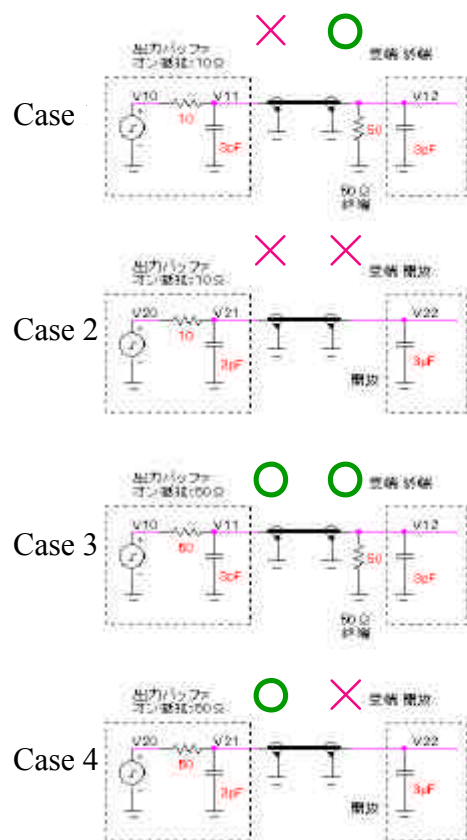 出力バッファ
オン抵抗:10Ω
受端 終端
Case
V10
V11
V12
10
3pF
50
3pF
50Ω
終端
出力バッファ
オン抵抗:10Ω
受端 開放
Case 2
V20
V21
V22
10
3pF
開放
3pF
出力バッファ
オン抵抗:50Ω
受端 終端
Case 3
V10
V11
V12
50
3pF
50
3pF
50Ω
終端
出力バッファ
オン抵抗:50Ω
受端 開放
Case 4
V20
V21
V22
50
3pF
開放
3pF